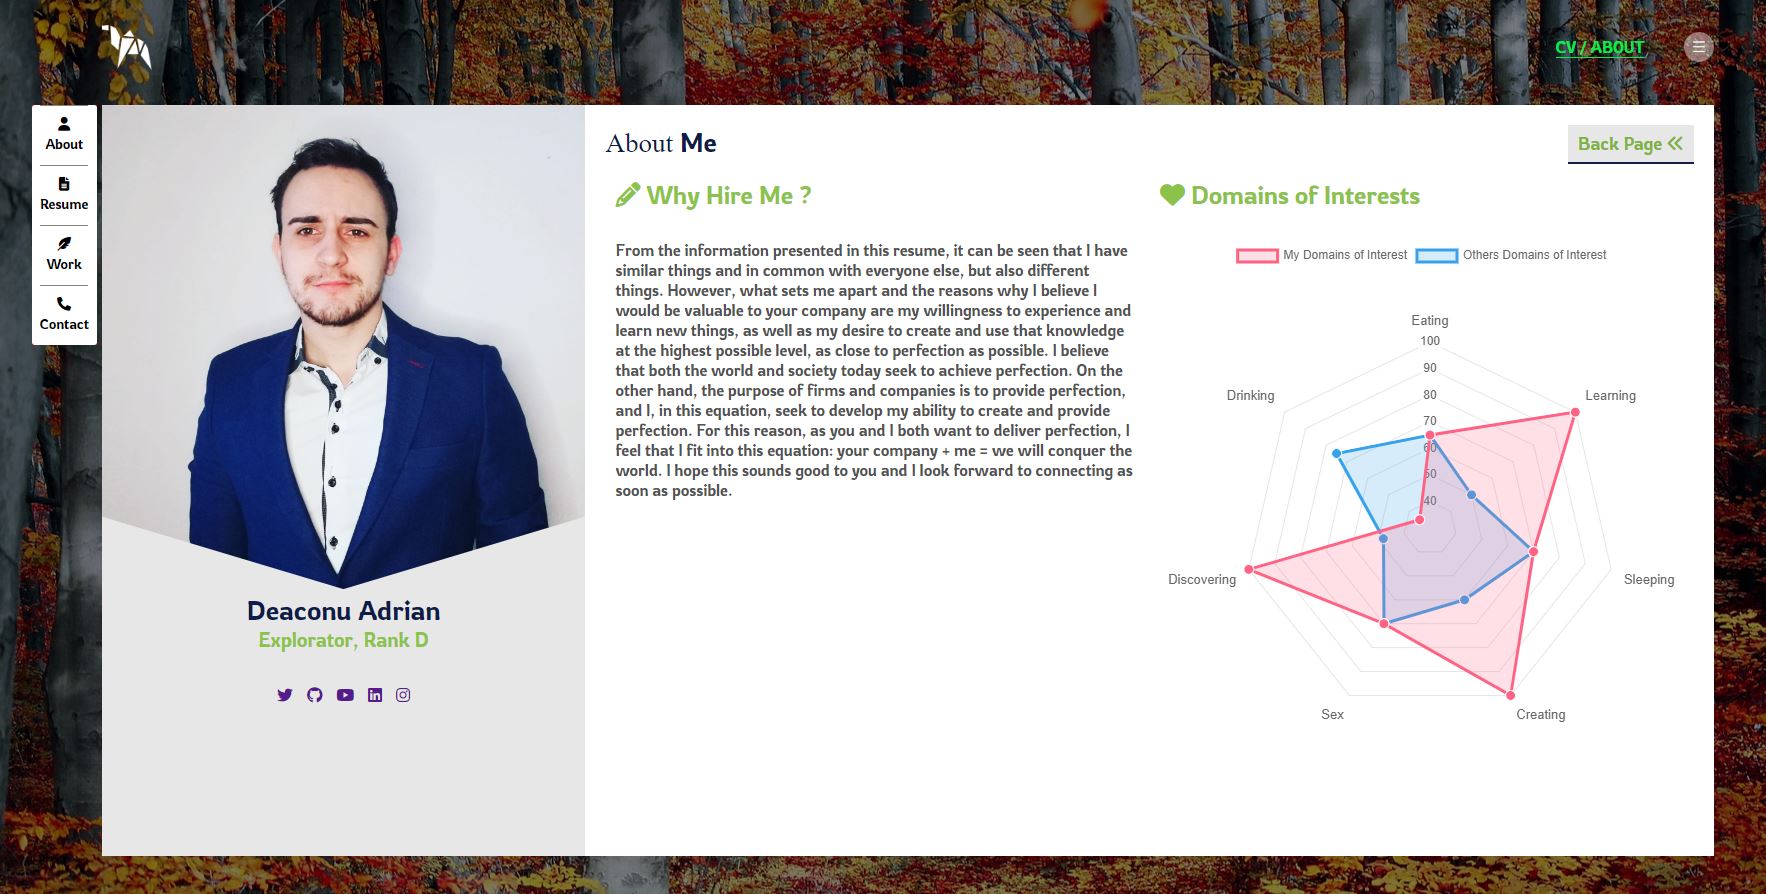 CV / ABOUT
About
Resume
Work
Contact
Deaconu Adrian
Explorator, Rank D
About Me
Back Page
Why Hire Me ?
From the information presented in this resume, it can be seen that I have
similar things and in common with everyone else, but also different
things. However, what sets me apart and the reasons why I believe I
would be valuable to your company are my willingness to experience and
learn new things, as well as my desire to create and use that knowledge
at the highest possible level, as close to perfection as possible. I believe
that both the world and society today seek to achieve perfection. On the
other hand, the purpose of firms and companies is to provide perfection,
and I, in this equation, seek to develop my ability to create and provide
perfection. For this reason, as you and I both want to deliver perfection, I
feel that I fit into this equation: your company + me = we will conquer the
world. I hope this sounds good to you and I look forward to connecting as
soon as possible.
Domains of Interests
My Domains of Interest Others Domains of Interest
Eating
100
90
Drinking
80
Learning
70
60
50
40
Discovering
Sleeping
Sex
Creating